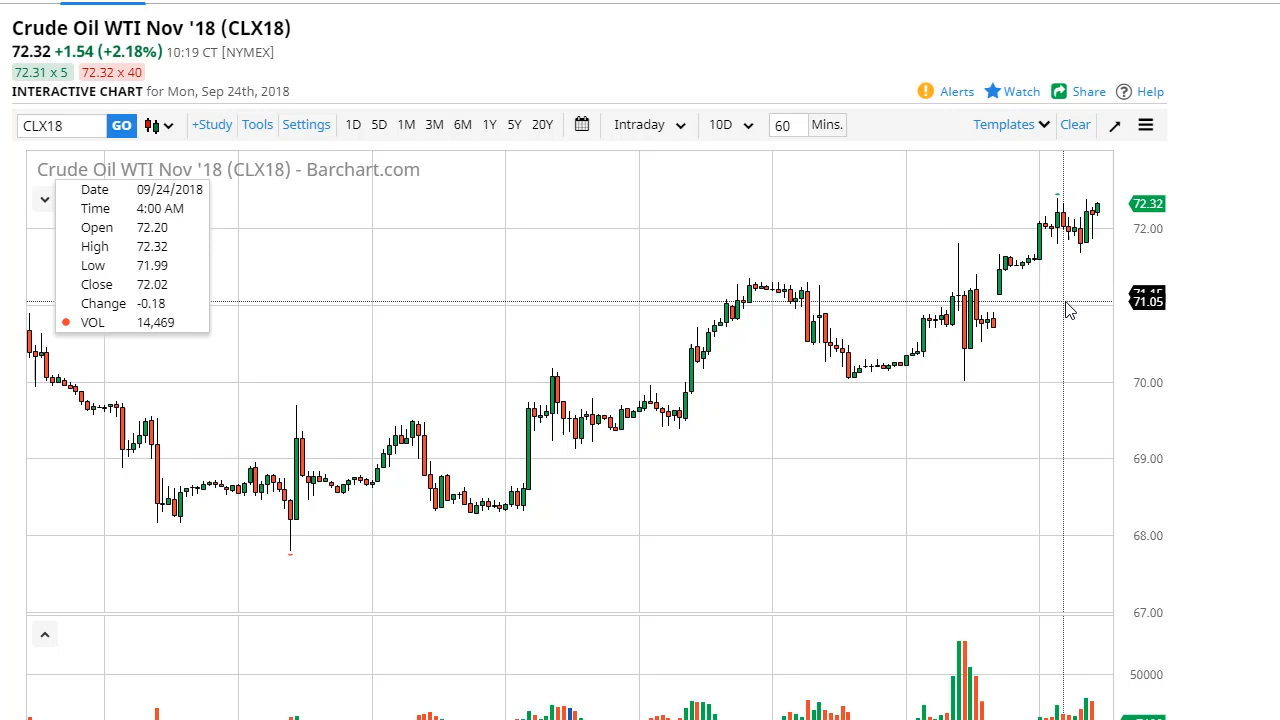 Crude Oil WTI Nov '18 (CLX18)
72.32 +1.54 (+2.18%) 10:19 CT [NYMEX]
72.31 x 5 72.32 x 40
INTERACTIVE CHART for Mon, Sep 24th, 2018
Alerts Watch Share Help
CLX18 GO +Study Tools Settings 1D 5D 1M 3M 6M 1Y 5Y 20Y Intraday 10D 60 Mins. Templates Clear
Crude Oil WTI Nov '18 (CLX18) - Barchart.com
Date 09/24/2018
Time 4:00 AM
Open 72.20
High 72.32
Low 71.99
Close 72.02
Change -0.18
VOL 14,469
72.32
72.00
71.05
70.00
69.00
68.00
67.00
50000